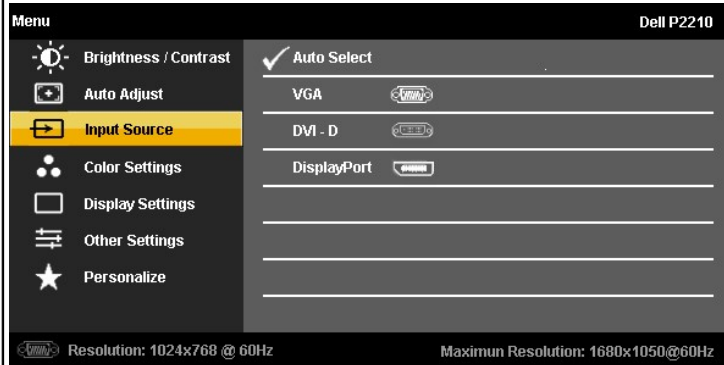 Menu Dell P2210
Brightness / Contrast Auto Select
Auto Adjust VGA
Input Source DVI - D
Color Settings DisplayPort
Display Settings
Other Settings
Personalize
Resolution: 1024x768 @ 60Hz Maximun Resolution: 1680x1050@60Hz